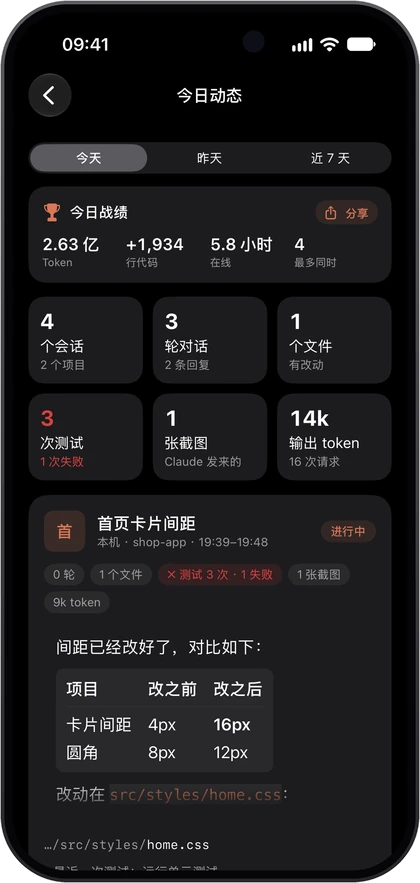 09:41
今日动态
今天 昨天 近 7 天
今日战绩 分享
2.63 亿 +1,934 5.8 小时 4
Token 行代码 在线 最多同时
4 3 1
个会话 轮对话 个文件
2 个项目 2 条回复 有改动
3 1 14k
次测试 张截图 输出 token
1 次失败 Claude 发来的 16 次请求
首 首页卡片间距 进行中
本机 · shop-app · 19:39–19:48
0 轮 1 个文件 ✕ 测试 3 次 · 1 失败 1 张截图
9k token
间距已经改好了，对比如下：
项目 改之前 改之后
卡片间距 4px 16px
圆角 8px 12px
改动在 src/styles/home.css：
…/src/styles/home.css